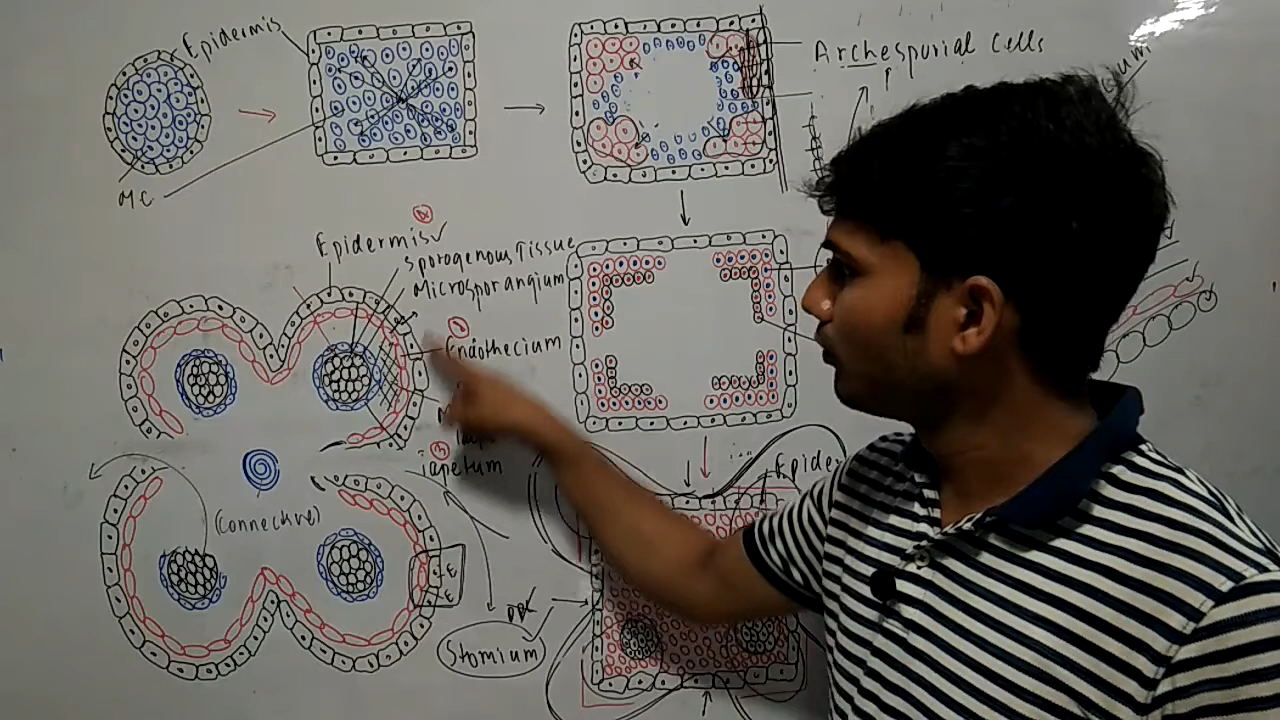 Epidermis
MC
Archesporial Cells
Epidermis
Sporogenous Tissue
Microsporangium
Endothecium
Tapetum
(Connective)
Stomium
E
E